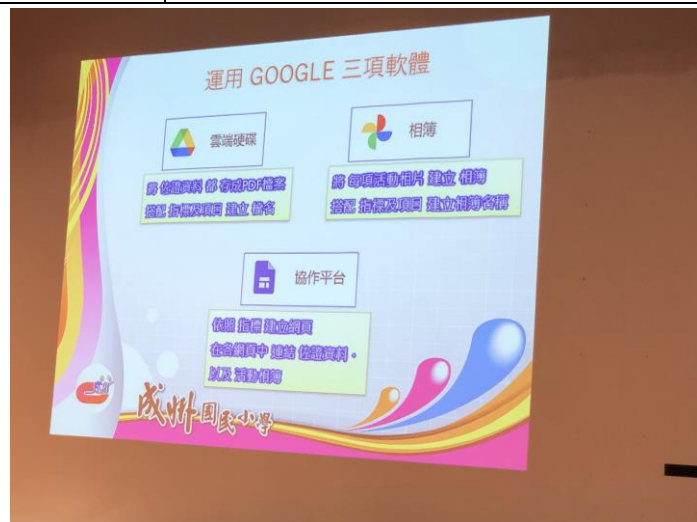 運用 GOOGLE 三項軟體
雲端硬碟
將 佐證資料 都 存成PDF檔案
搭配 指標及項目 建立 檔名
相簿
將 每項活動相片 建立 相簿
搭配 指標及項目 建立相簿名稱
協作平台
依照 指標 建立網頁
在各網頁中 連結 佐證資料。
以及 活動相簿
成州國民小學